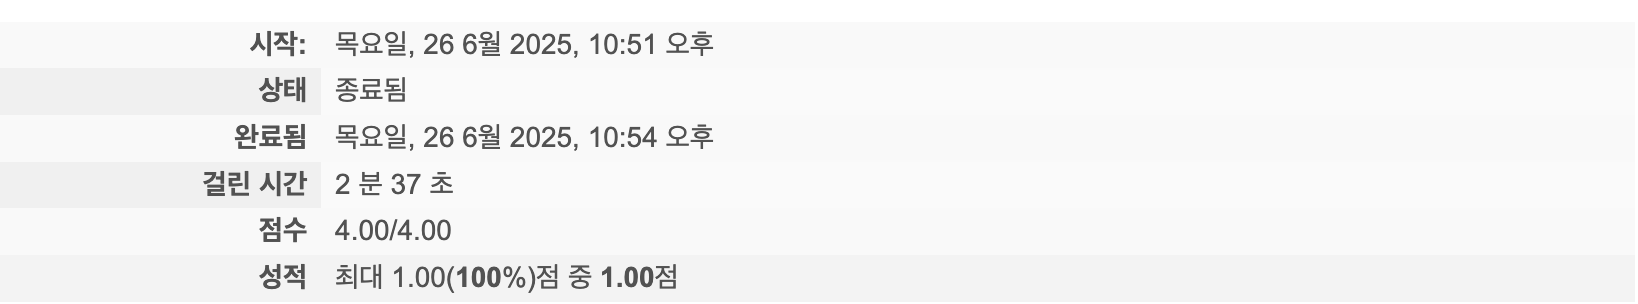 시작: 목요일, 26 6월 2025, 10:51 오후
상태 종료됨
완료됨 목요일, 26 6월 2025, 10:54 오후
걸린 시간 2 분 37 초
점수 4.00/4.00
성적 최대 1.00(100%)점 중 1.00점